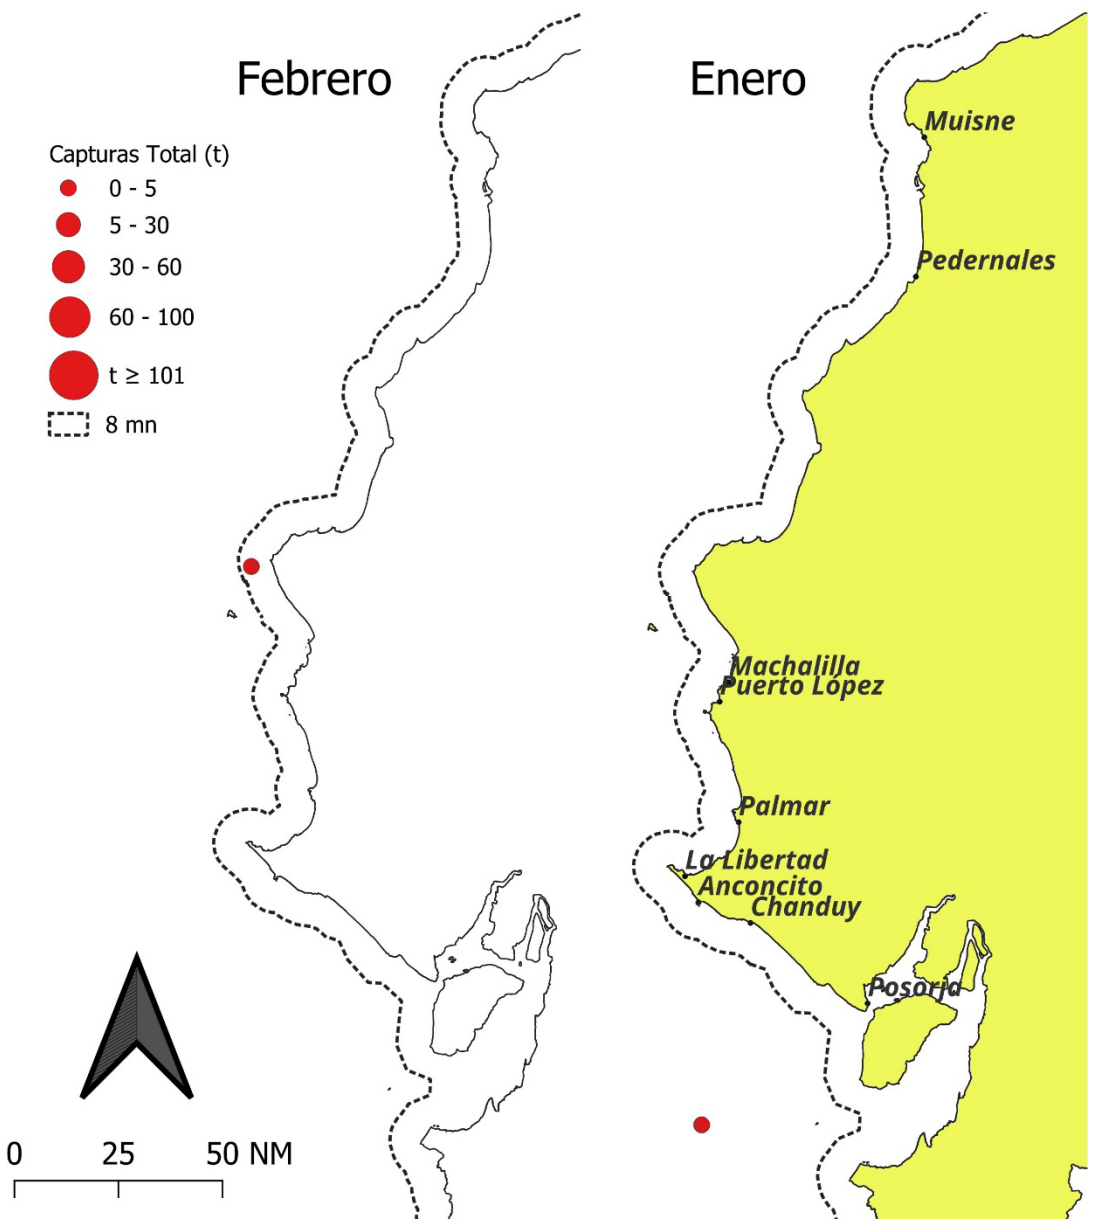 Febrero
Enero
Capturas Total (t)
0 - 5
5 - 30
30 - 60
60 - 100
t ≥ 101
8 mn
Muisne
Pedernales
Machalilla
Puerto López
Palmar
La Libertad
Anconcito
Chanduy
Posorja
0 25 50 NM